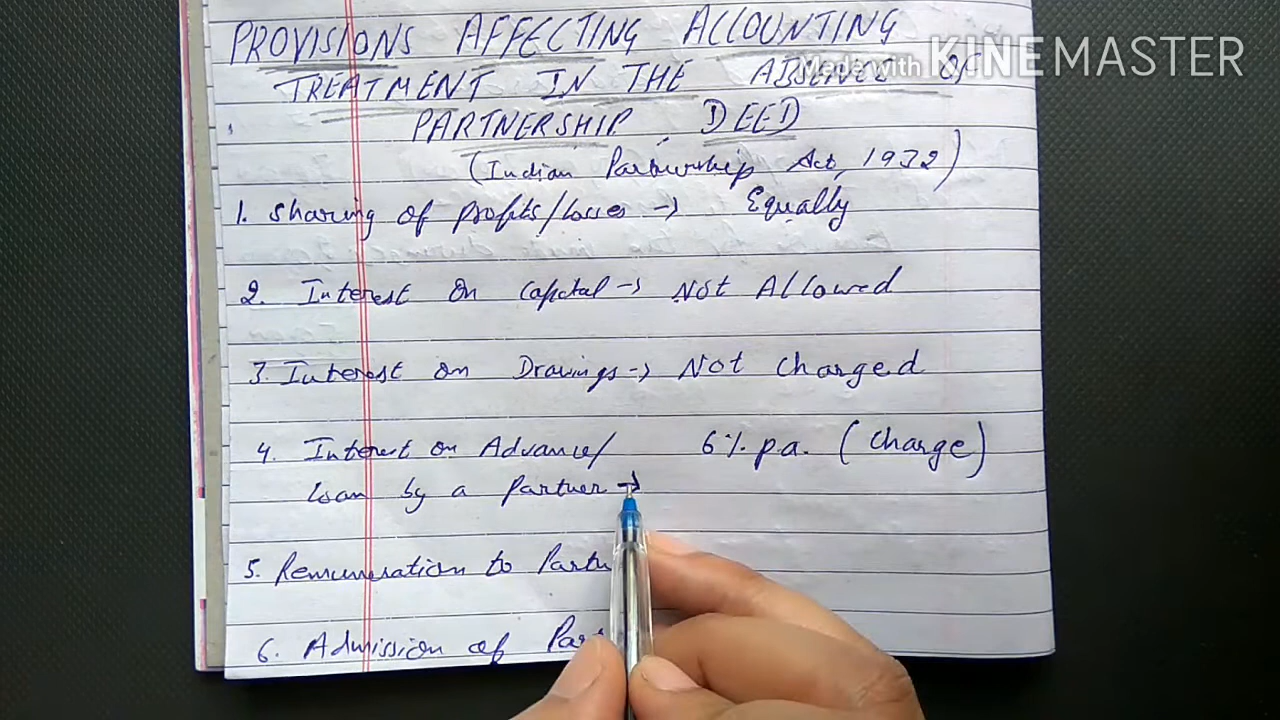 PROVISIONS AFFECTING ACCOUNTING
Made with KINEMASTER
TREATMENT IN THE ABSENCE OF
PARTNERSHIP DEED
(Indian Partnership Act, 1932)
1. Sharing of Profits/Losses → Equally
2. Interest on Capital → Not Allowed
3. Interest on Drawings → Not Charged
4. Interest on Advance/ 6% p.a. (Charge)
Loan by a Partner →
5. Remuneration to
6. Admission of